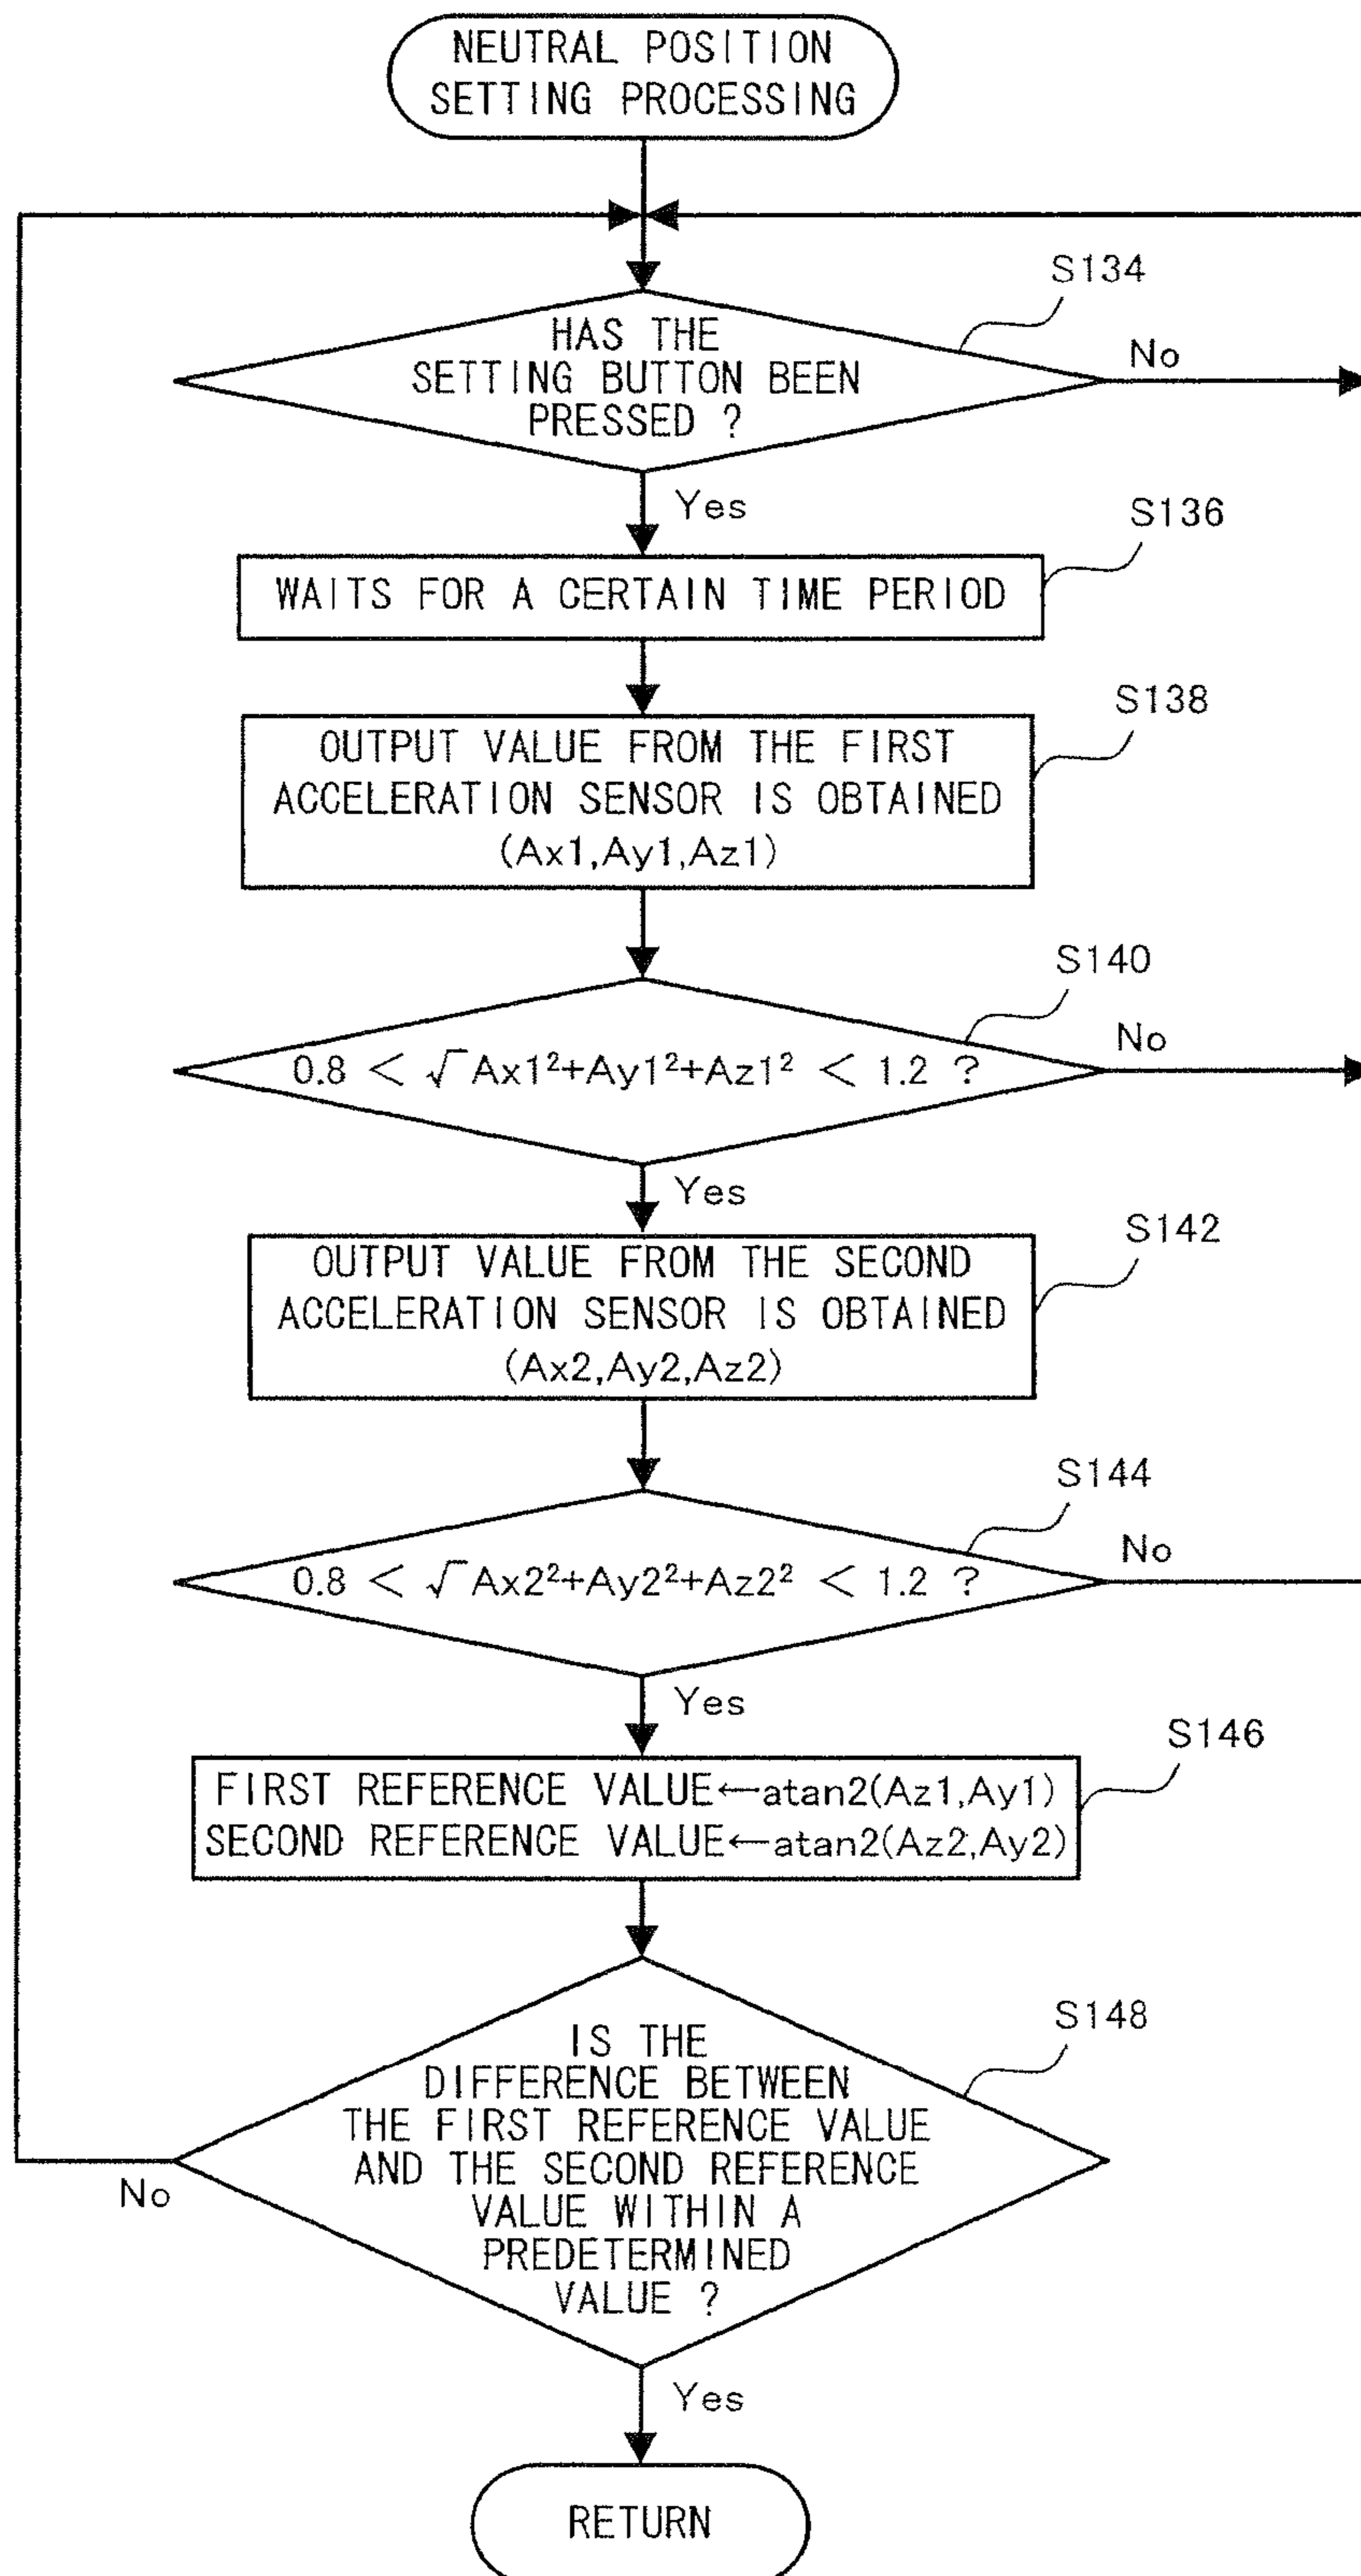 NEUTRAL POSITION
SETTING PROCESSING
S134
HAS THE
SETTING BUTTON BEEN
PRESSED ?
No
Yes
S136
WAITS FOR A CERTAIN TIME PERIOD
S138
OUTPUT VALUE FROM THE FIRST
ACCELERATION SENSOR IS OBTAINED
(Ax1,Ay1,Az1)
S140
0.8 < √Ax1²+Ay1²+Az1² < 1.2 ?
No
Yes
S142
OUTPUT VALUE FROM THE SECOND
ACCELERATION SENSOR IS OBTAINED
(Ax2,Ay2,Az2)
S144
0.8 < √Ax2²+Ay2²+Az2² < 1.2 ?
No
Yes
S146
FIRST REFERENCE VALUE←atan2(Az1,Ay1)
SECOND REFERENCE VALUE←atan2(Az2,Ay2)
S148
IS THE
DIFFERENCE BETWEEN
THE FIRST REFERENCE VALUE
AND THE SECOND REFERENCE
VALUE WITHIN A
PREDETERMINED
VALUE ?
No
Yes
RETURN